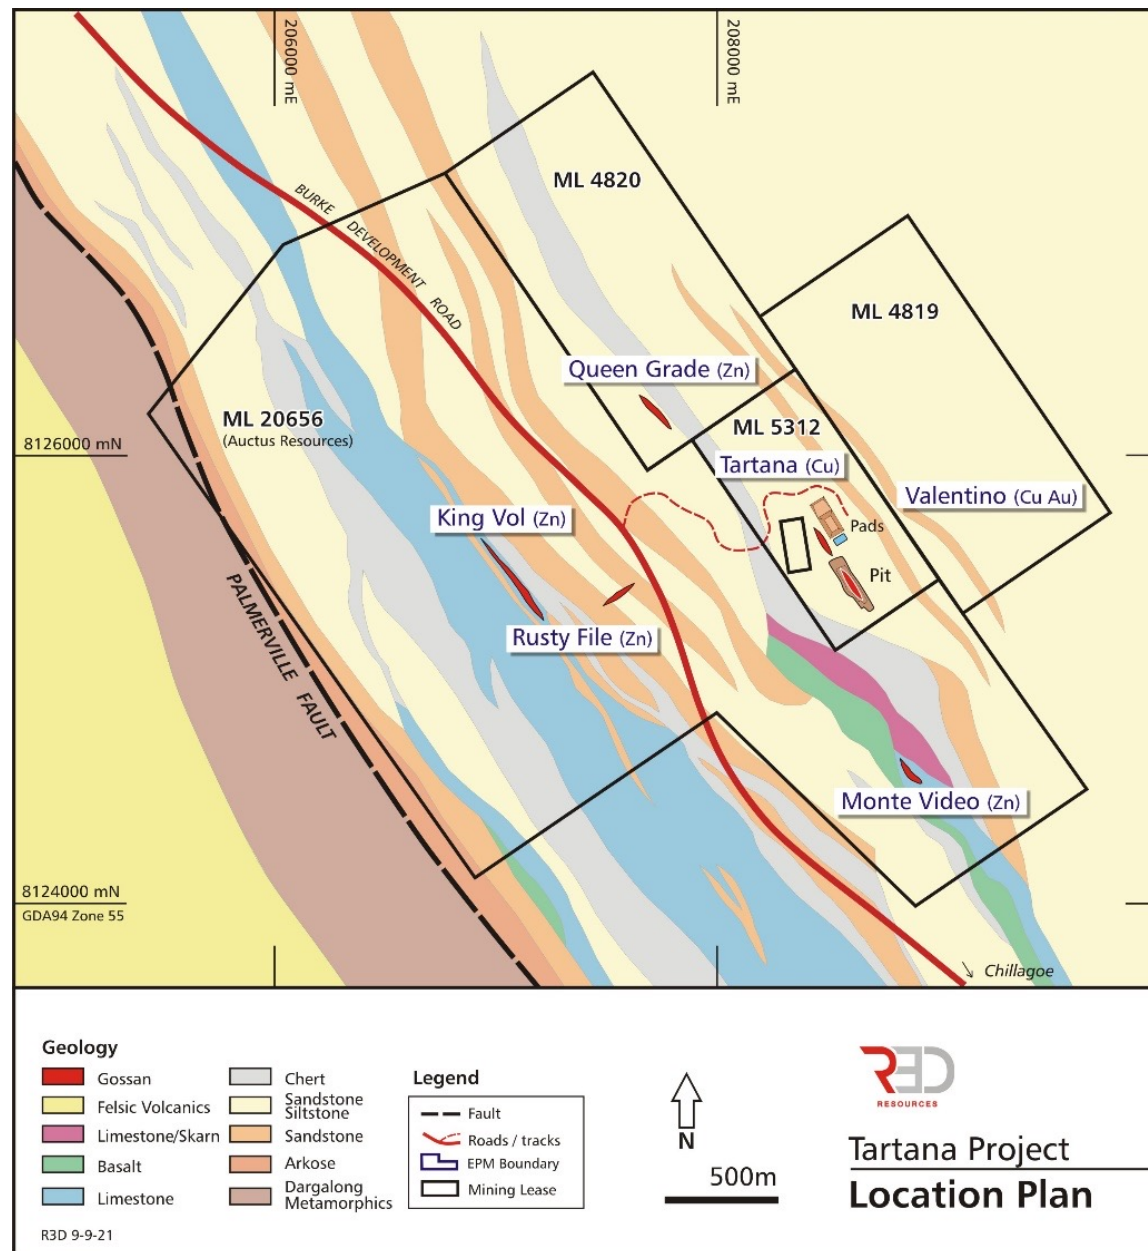 206000 mE
208000 mE
ML 4820
BURKE DEVELOPMENT ROAD
ML 4819
Queen Grade (Zn)
ML 20656
(Auctus Resources)
ML 5312
8126000 mN
Tartana (Cu)
Valentino (Cu Au)
King Vol (Zn)
Pads
Pit
PALMERVILLE FAULT
Rusty File (Zn)
Monte Video (Zn)
8124000 mN
GDA94 Zone 55
Chillagoe
Geology
Gossan
Felsic Volcanics
Limestone/Skarn
Basalt
Limestone
Chert
Sandstone
Siltstone
Sandstone
Arkose
Dargalong
Metamorphics
Legend
Fault
Roads / tracks
EPM Boundary
Mining Lease
N
500m
R3D
RESOURCES
Tartana Project
Location Plan
R3D 9-9-21